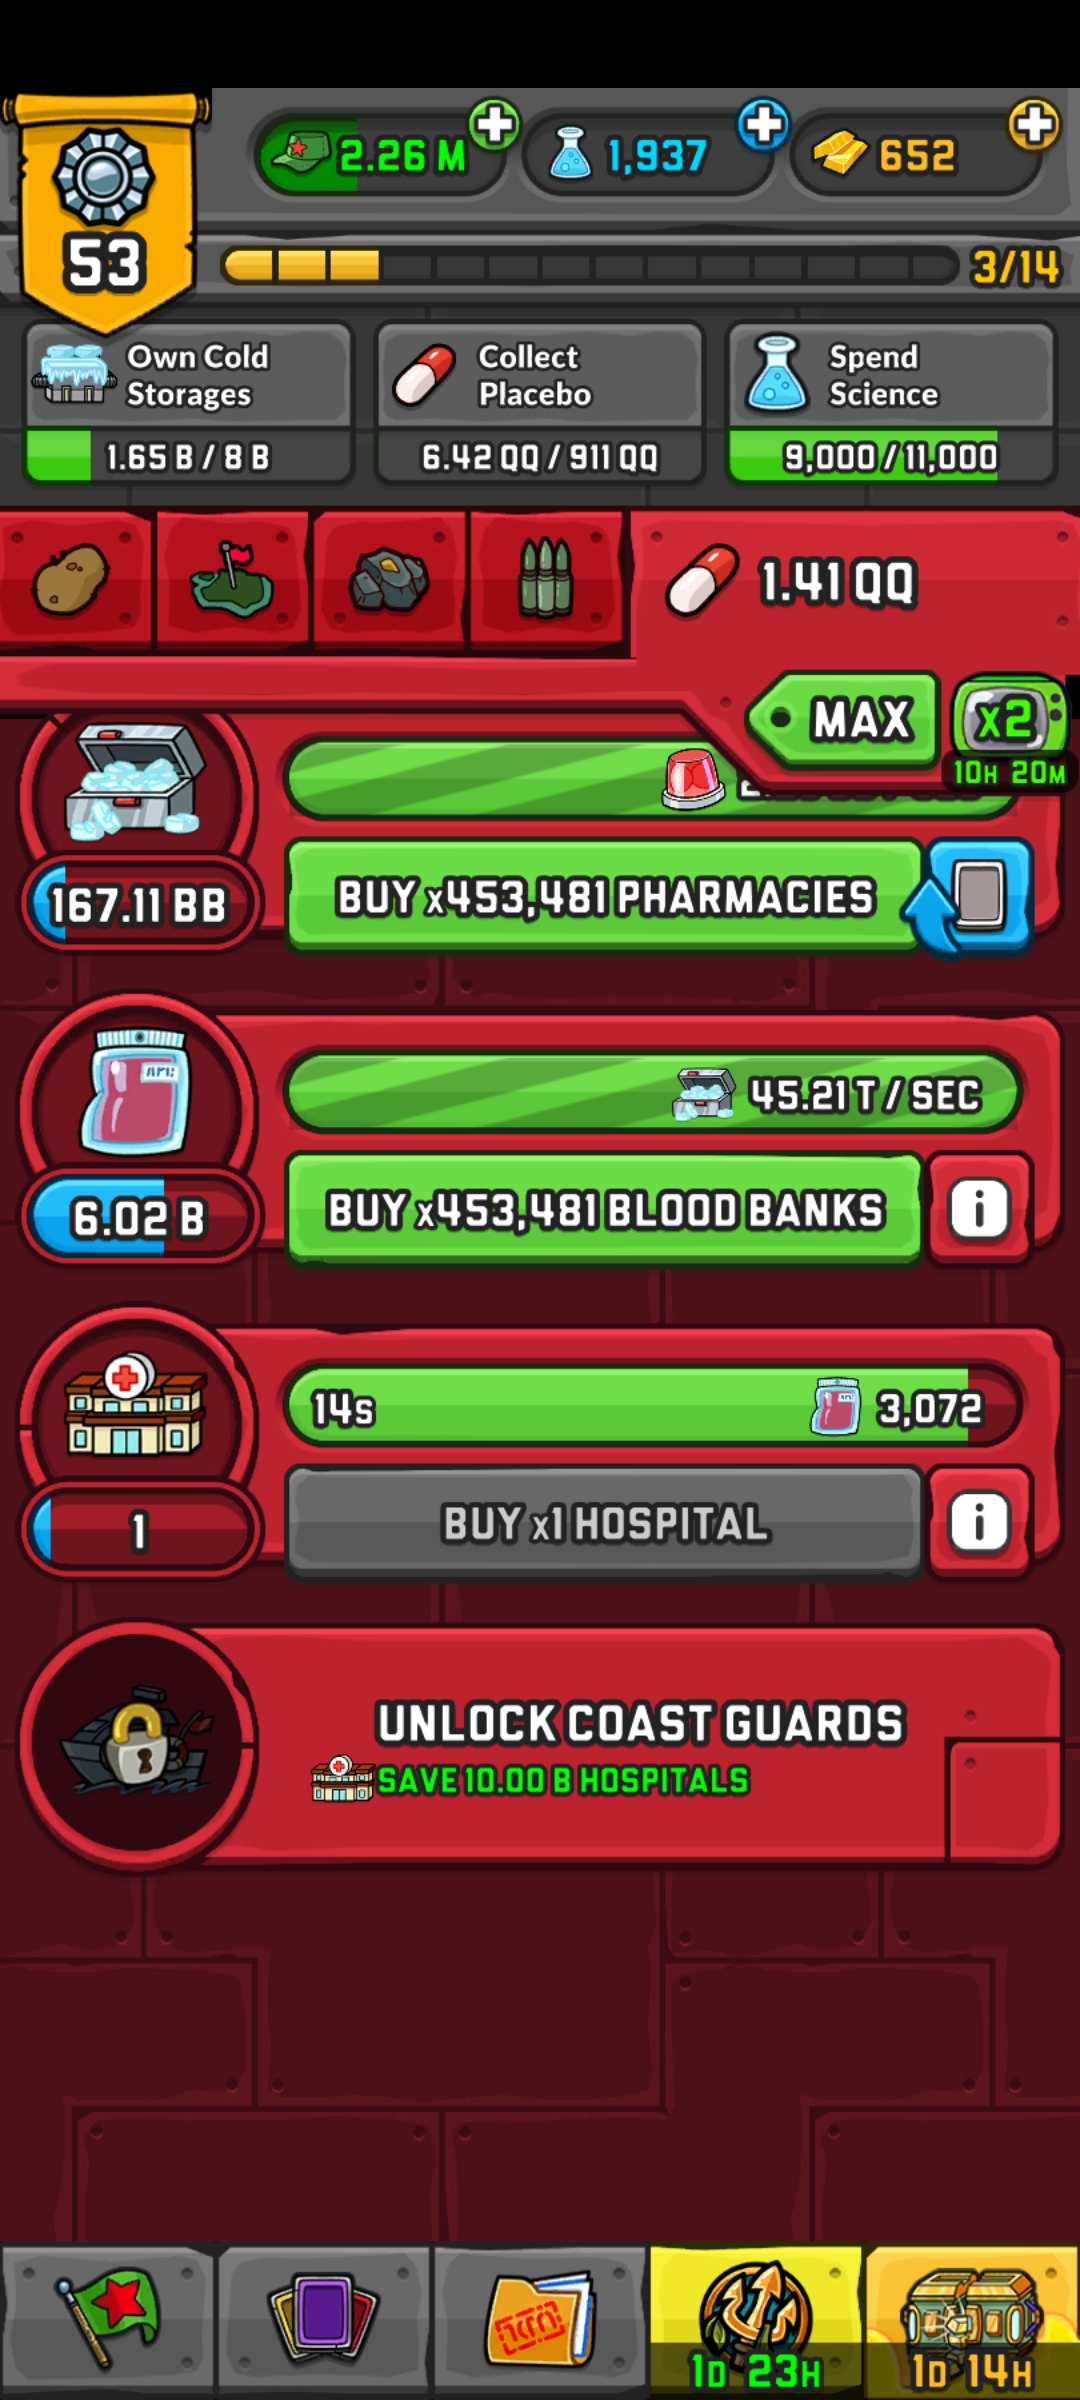 53
2.26 M
1,937
652
3/14
Own Cold
Storages
1.65 B / 8 B
Collect
Placebo
6.42 QQ / 911 QQ
Spend
Science
9,000 / 11,000
1.41 QQ
MAX
x2
10H 20M
167.11 BB
BUY x453,481 PHARMACIES
45.21 T / SEC
6.02 B
BUY x453,481 BLOOD BANKS
i
14s
3,072
1
BUY x1 HOSPITAL
i
UNLOCK COAST GUARDS
SAVE 10.00 B HOSPITALS
1D 23H
1D 14H